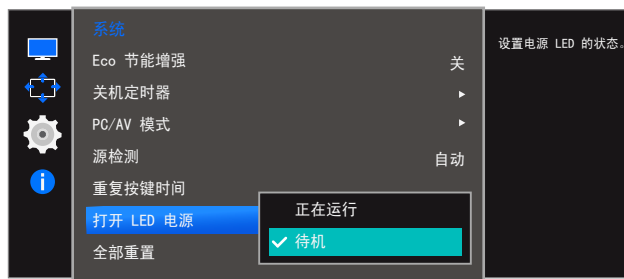 系统
Eco 节能增强 关
关机定时器
PC/AV 模式
源检测 自动
重复按键时间
打开 LED 电源
正在运行
待机
全部重置
设置电源 LED 的状态。